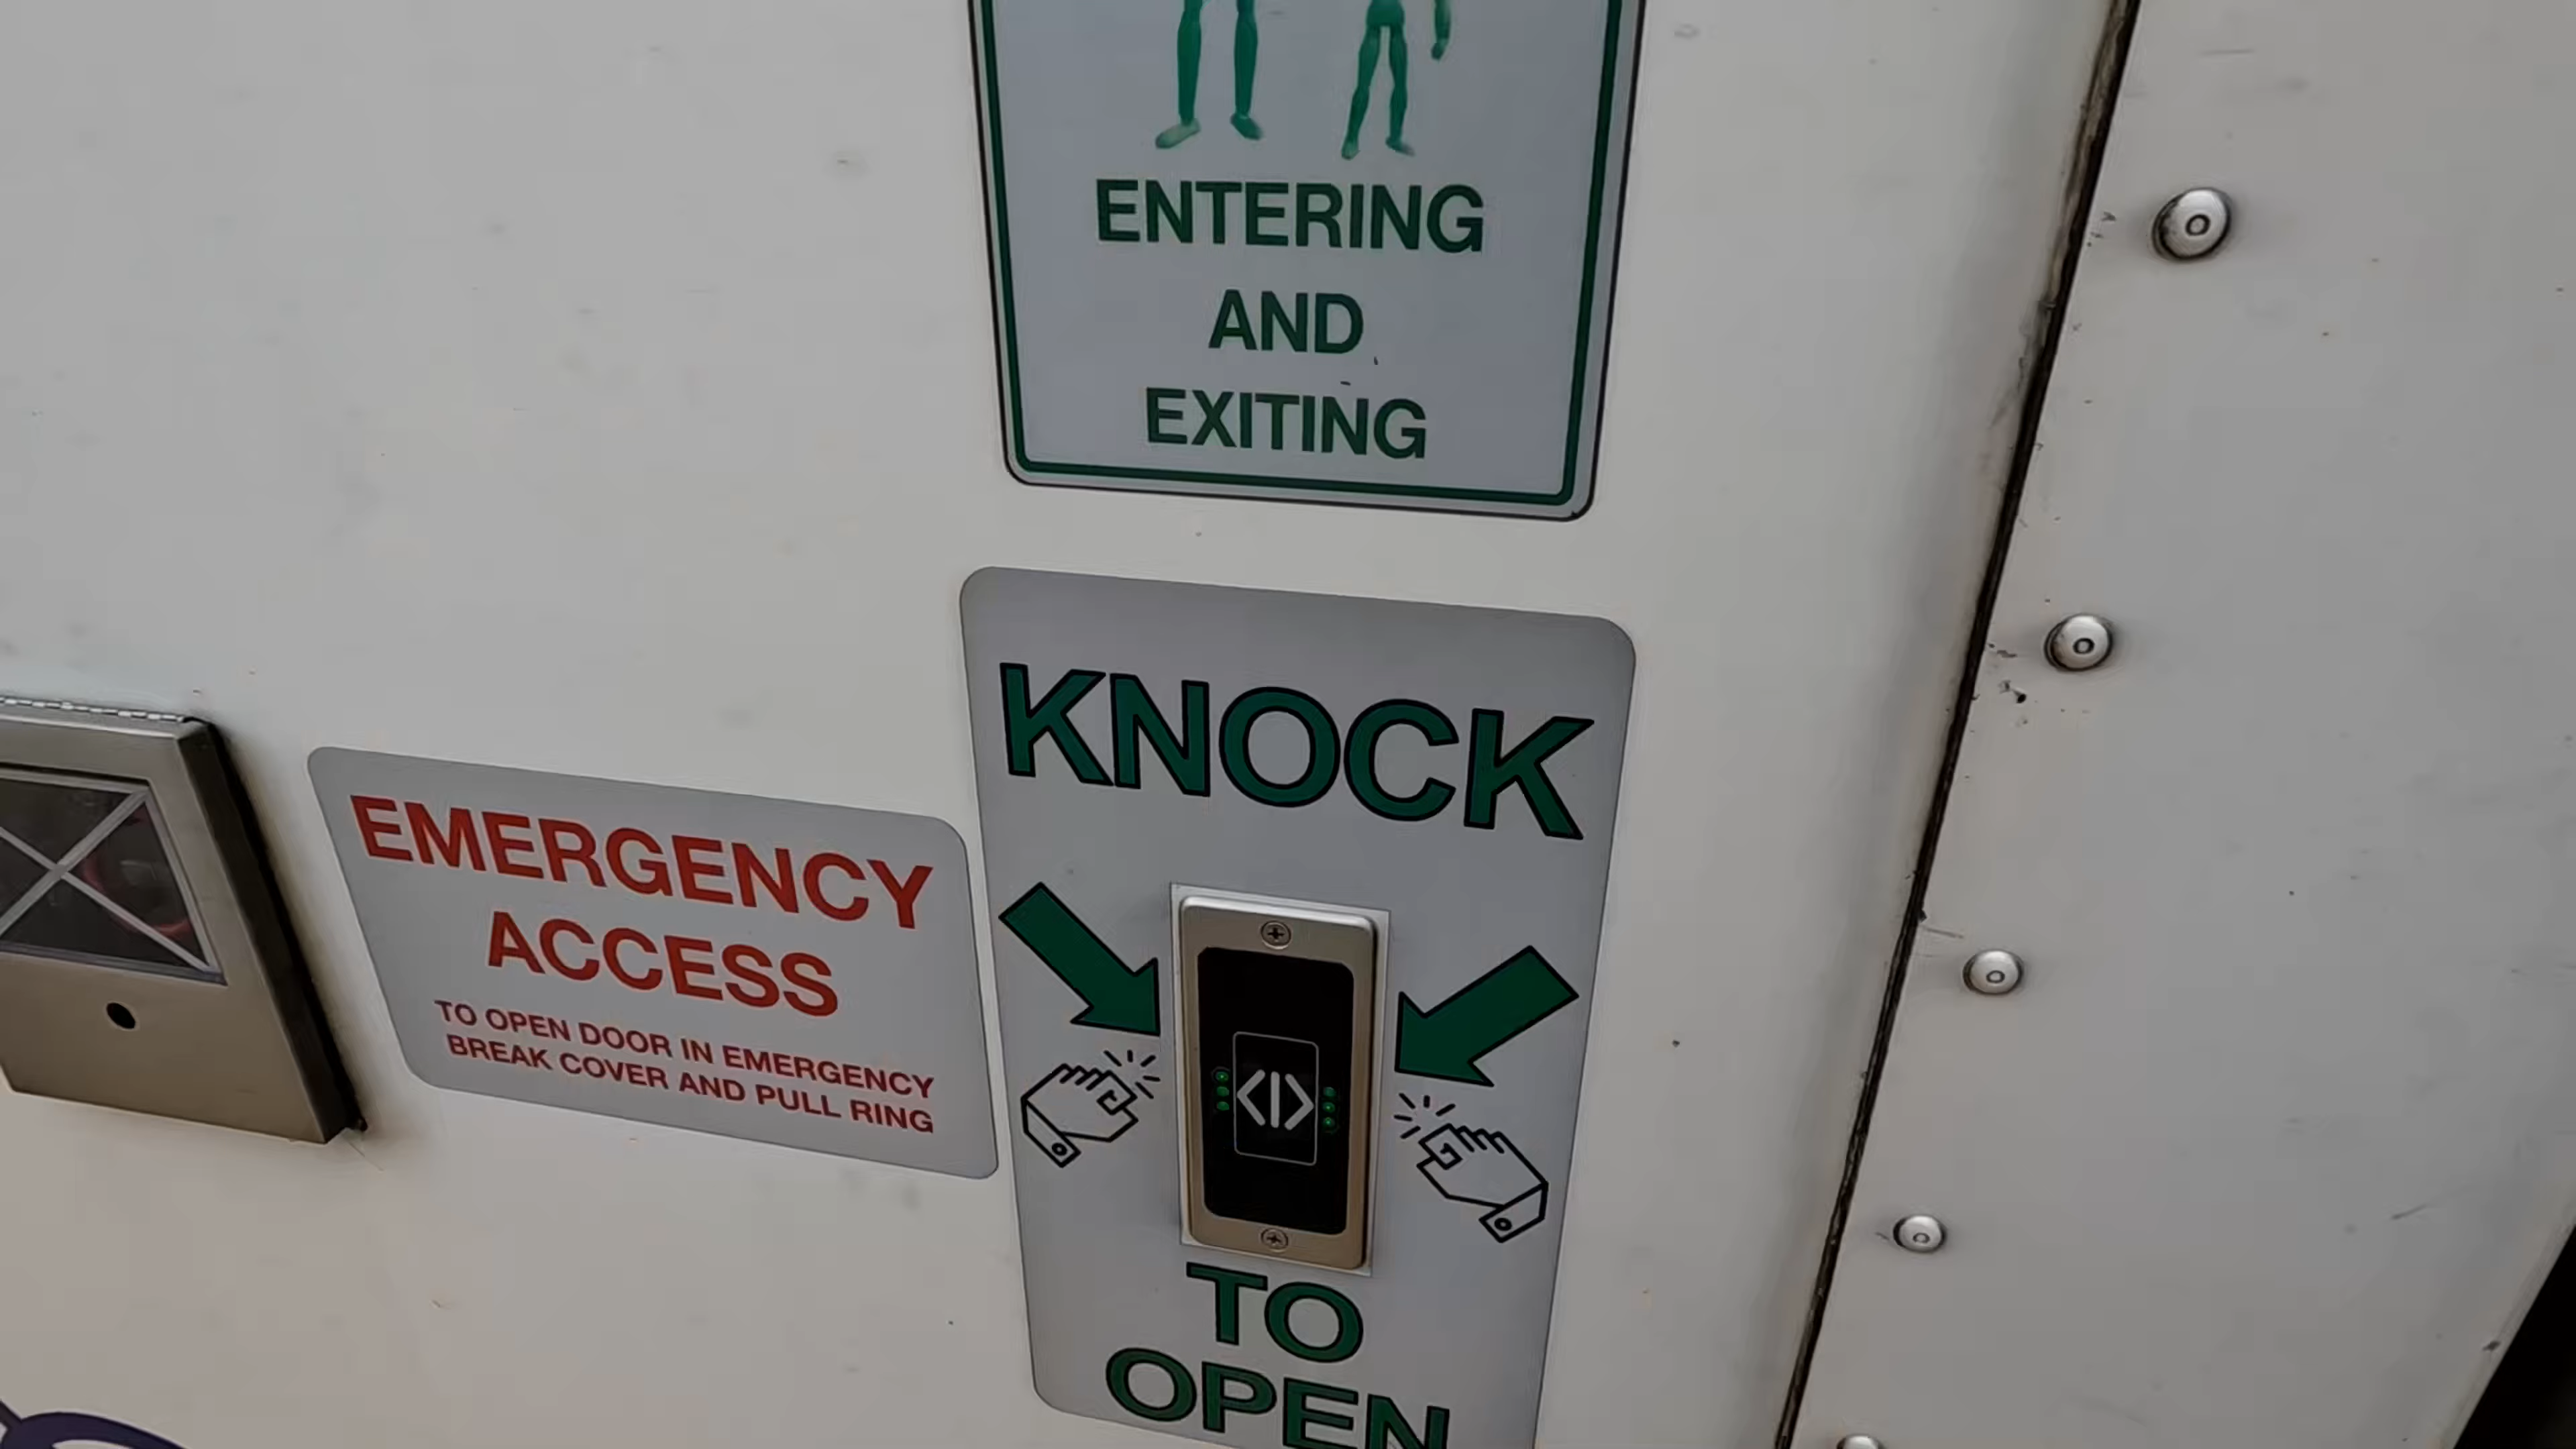 ENTERING
AND
EXITING
KNOCK
EMERGENCY
ACCESS
TO OPEN DOOR IN EMERGENCY
BREAK COVER AND PULL RING
TO
OPEN